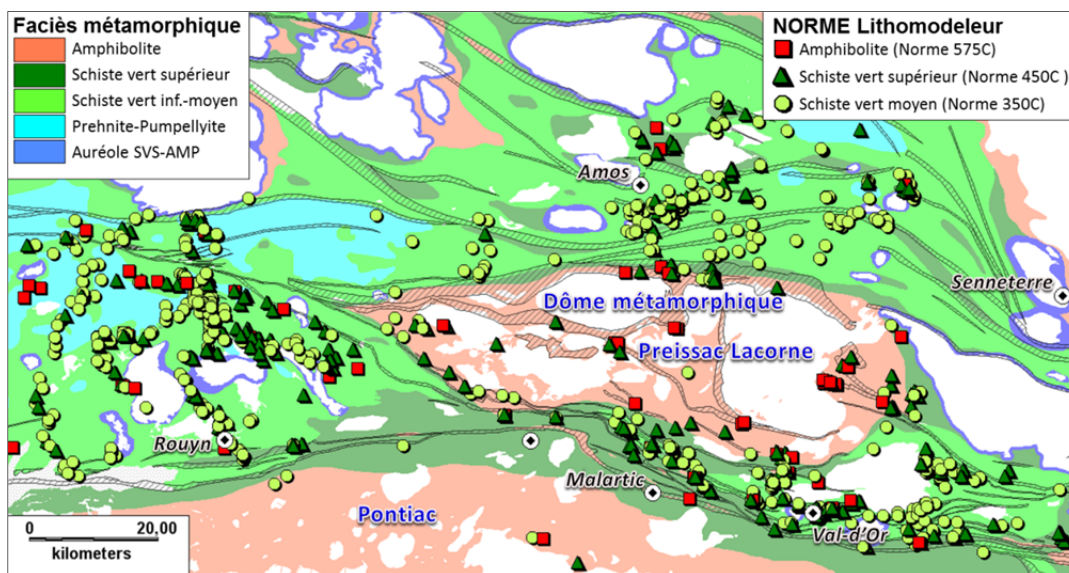 Faciès métamorphique
Amphibolite
Schiste vert supérieur
Schiste vert inf.-moyen
Prehnite-Pumpellyite
Auréole SVS-AMP
NORME Lithomodeleur
Amphibolite (Norme 575C)
Schiste vert supérieur (Norme 450C)
Schiste vert moyen (Norme 350C)
Amos
Senneterre
Dôme métamorphique
Preissac Lacorne
Rouyn
Malartic
Pontiac
Val-d'Or
0 20,00
kilometers